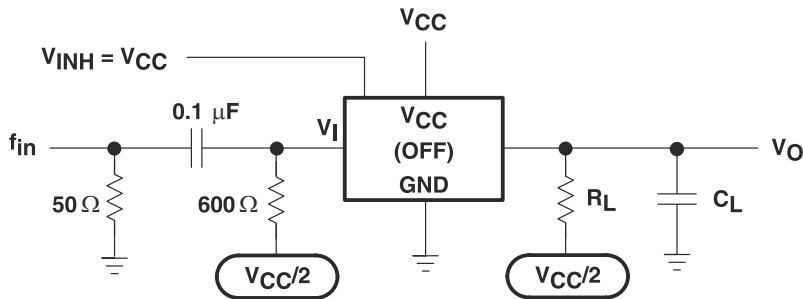 VCC
VINH = VCC
0.1 μF
fin
VI
VCC
(OFF)
GND
VO
50 Ω
600 Ω
RL
CL
VCC/2
VCC/2